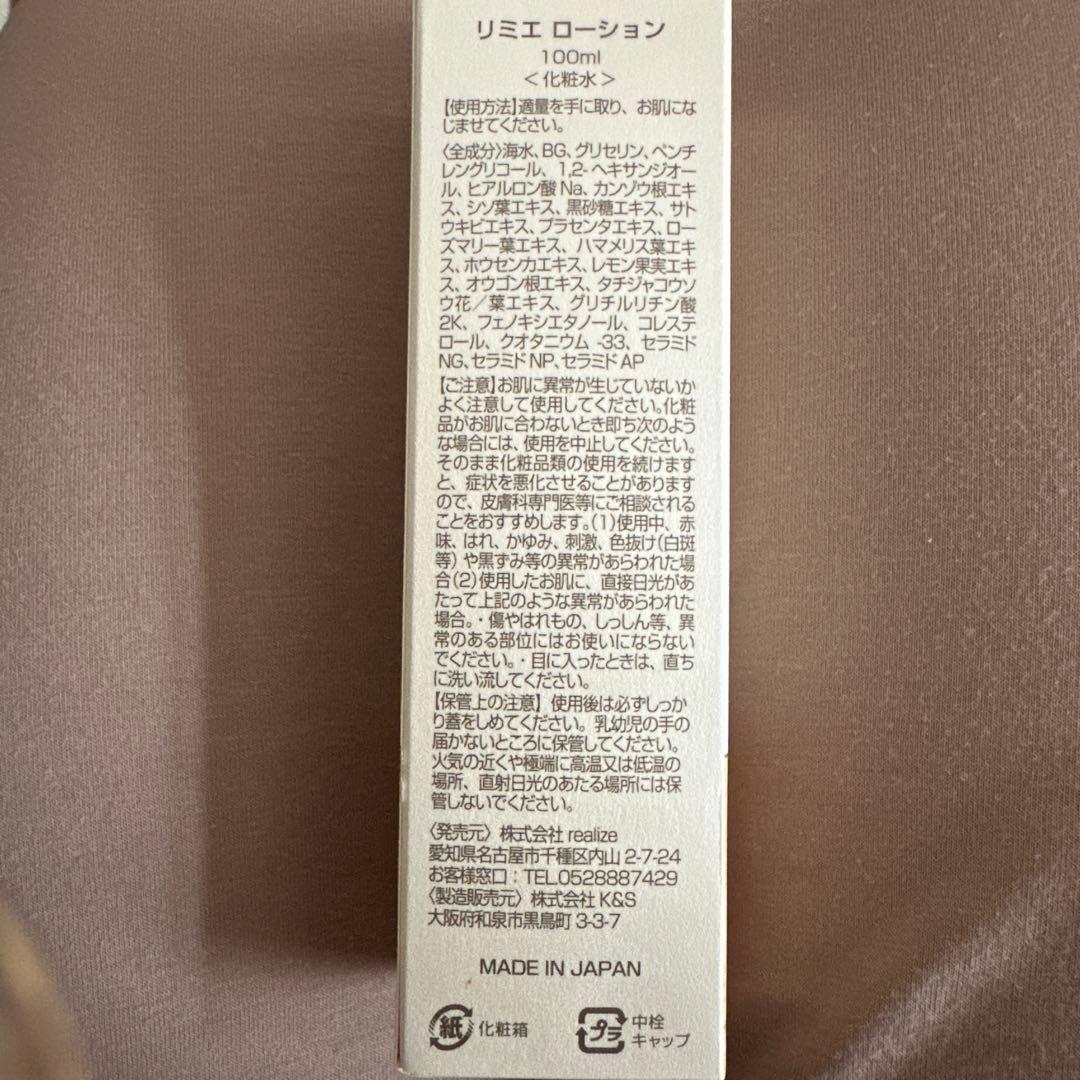 リミエ ローション
100ml
＜化粧水＞
【使用方法】適量を手に取り、お肌にな
じませてください。
〈全成分〉海水、BG、グリセリン、ペンチ
レングリコール、1,2-ヘキサンジオー
ル、ヒアルロン酸Na、カンゾウ根エキ
ス、シソ葉エキス、黒砂糖エキス、サト
ウキビエキス、プラセンタエキス、ロー
ズマリー葉エキス、ハマメリス葉エキ
ス、ホウセンカエキス、レモン果実エキ
ス、オウゴン根エキス、タチジャコウソ
ウ花／葉エキス、グリチルリチン酸
2K、フェノキシエタノール、コレステ
ロール、クオタニウム -33、セラミド
NG、セラミドNP、セラミドAP
【ご注意】お肌に異常が生じていないか
よく注意して使用してください。化粧
品がお肌に合わないとき即ち次のよう
な場合には、使用を中止してください。
そのまま化粧品類の使用を続けます
と、症状を悪化させることがあります
ので、皮膚科専門医等にご相談される
ことをおすすめします。(1)使用中、赤
味、はれ、かゆみ、刺激、色抜け(白斑
等)や黒ずみ等の異常があらわれた場
合(2)使用したお肌に、直接日光があ
たって上記のような異常があらわれた
場合。・傷やはれもの、しっしん等、異
常のある部位にはお使いにならない
でください。・目に入ったときは、直ち
に洗い流してください。
【保管上の注意】使用後は必ずしっか
り蓋をしめてください。乳幼児の手の
届かないところに保管してください。
火気の近くや極端に高温又は低温の
場所、直射日光のあたる場所には保
管しないでください。
〈発売元〉株式会社 realize
愛知県名古屋市千種区内山 2-7-24
お客様窓口：TEL.0528887429
〈製造販売元〉株式会社 K&S
大阪府和泉市黒鳥町 3-3-7
MADE IN JAPAN
紙 化粧箱
プラ 中栓
キャップ